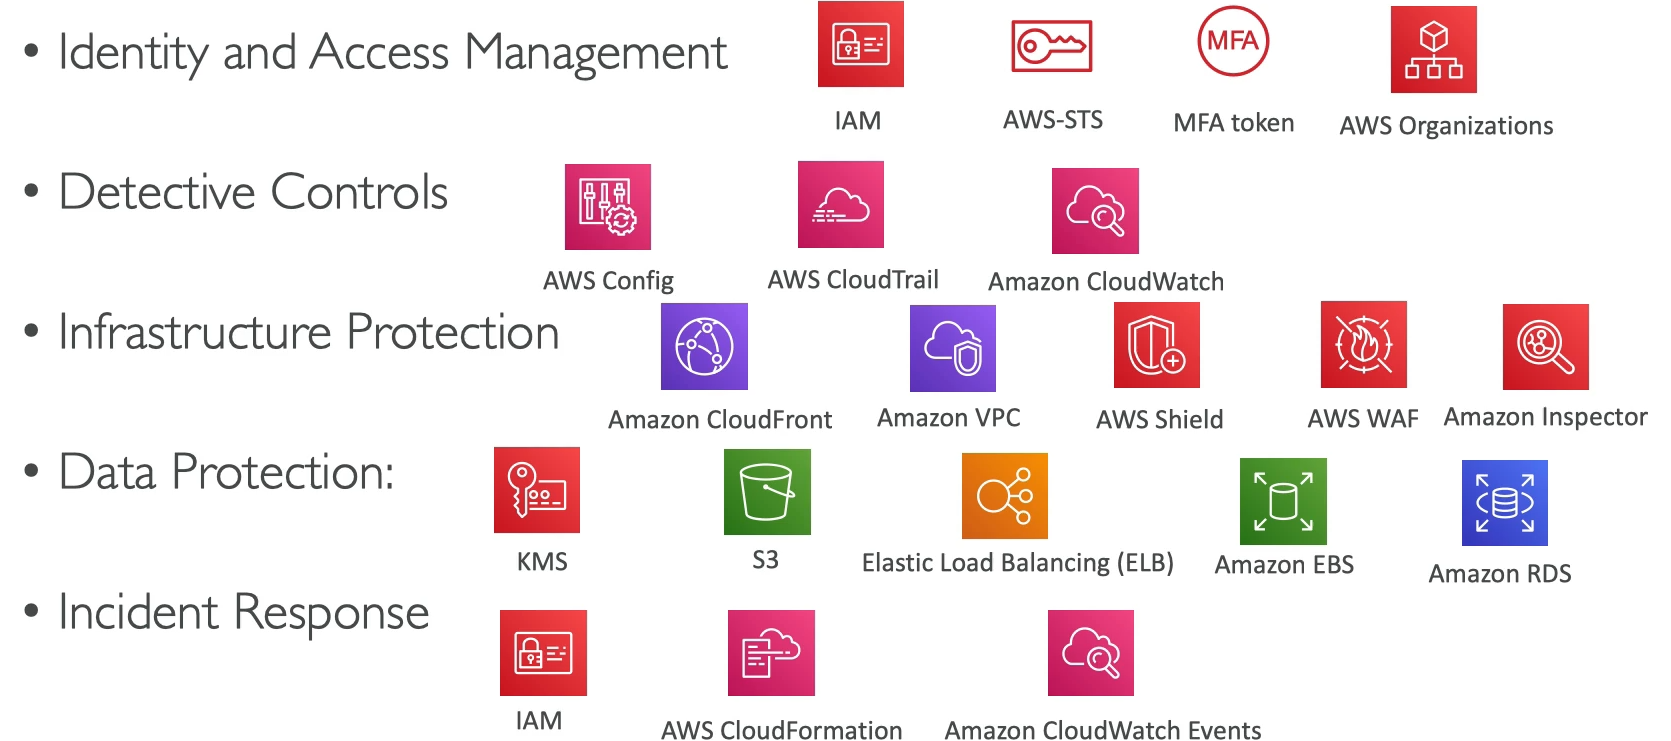 • Identity and Access Management
MFA
IAM
AWS-STS
MFA token
AWS Organizations
• Detective Controls
AWS Config
AWS CloudTrail
Amazon CloudWatch
• Infrastructure Protection
Amazon CloudFront
Amazon VPC
AWS Shield
AWS WAF
Amazon Inspector
• Data Protection:
KMS
S3
Elastic Load Balancing (ELB)
Amazon EBS
Amazon RDS
• Incident Response
IAM
AWS CloudFormation
Amazon CloudWatch Events